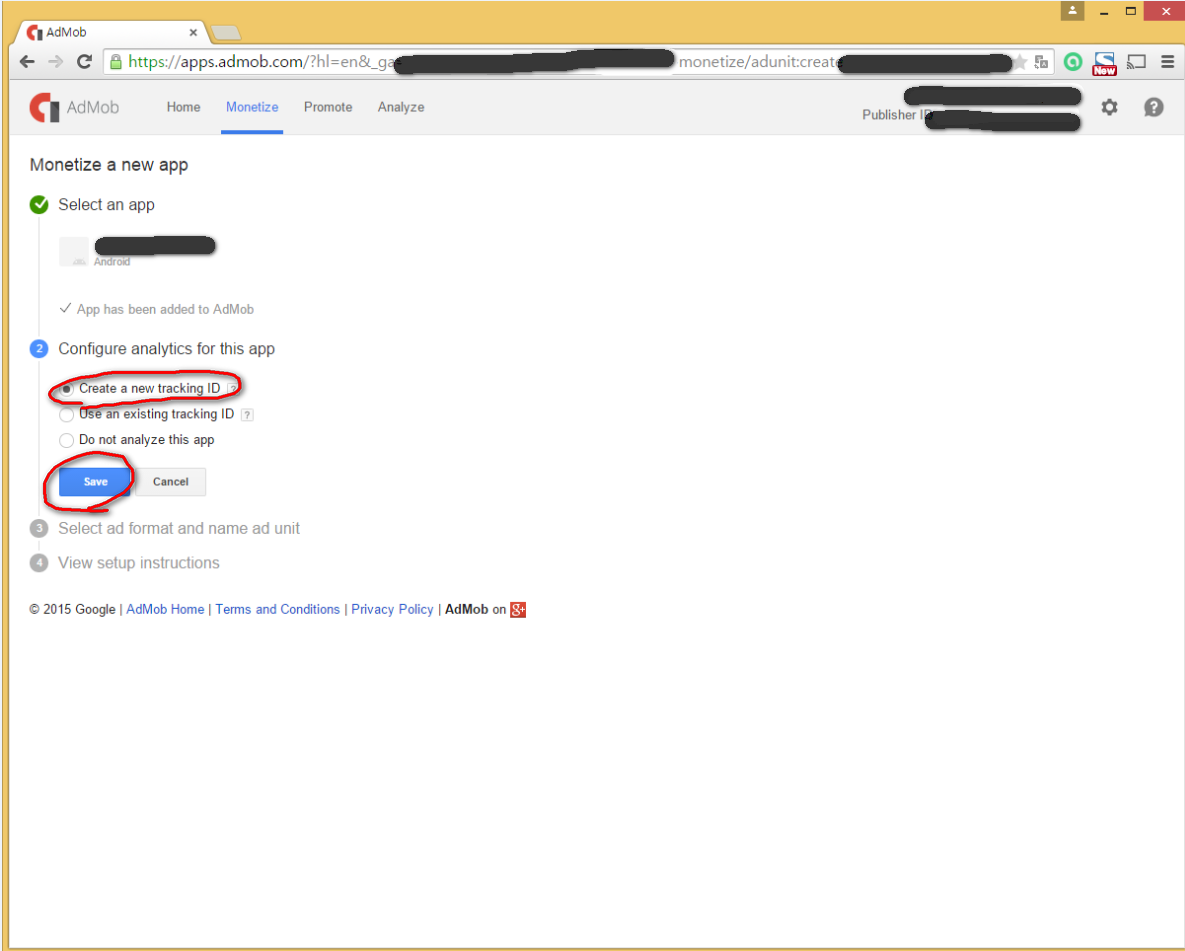 AdMob
https://apps.admob.com/?hl=en&_ga monetize/adunit:create
New
AdMob Home Monetize Promote Analyze
Publisher ID
Monetize a new app
Select an app
Android
App has been added to AdMob
2 Configure analytics for this app
Create a new tracking ID ?
Use an existing tracking ID ?
Do not analyze this app
Save Cancel
3 Select ad format and name ad unit
4 View setup instructions
© 2015 Google | AdMob Home | Terms and Conditions | Privacy Policy | AdMob on g+